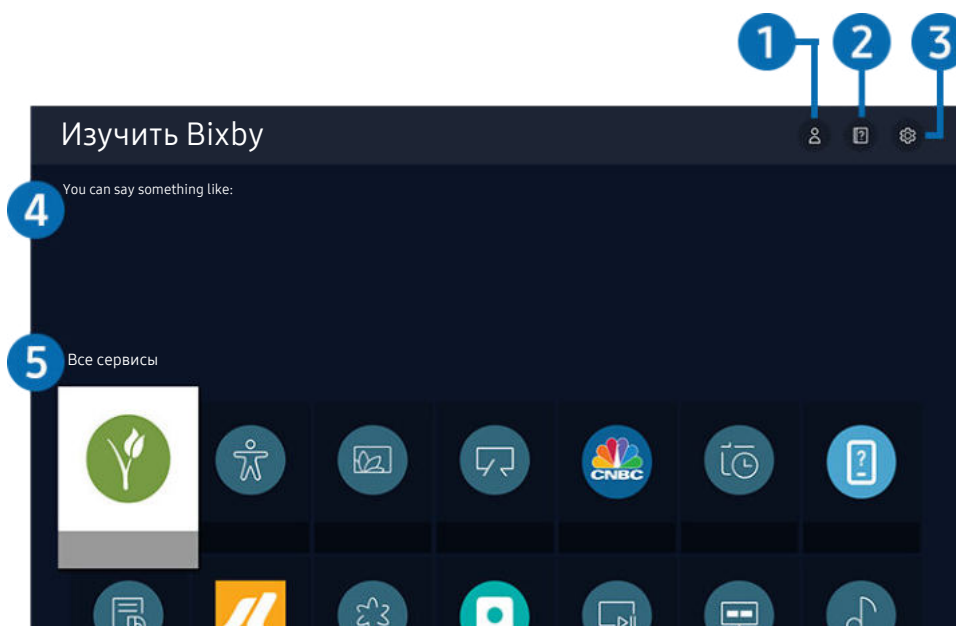 1 2 3
Изучить Bixby
4
You can say something like:
5
Все сервисы
CNBC